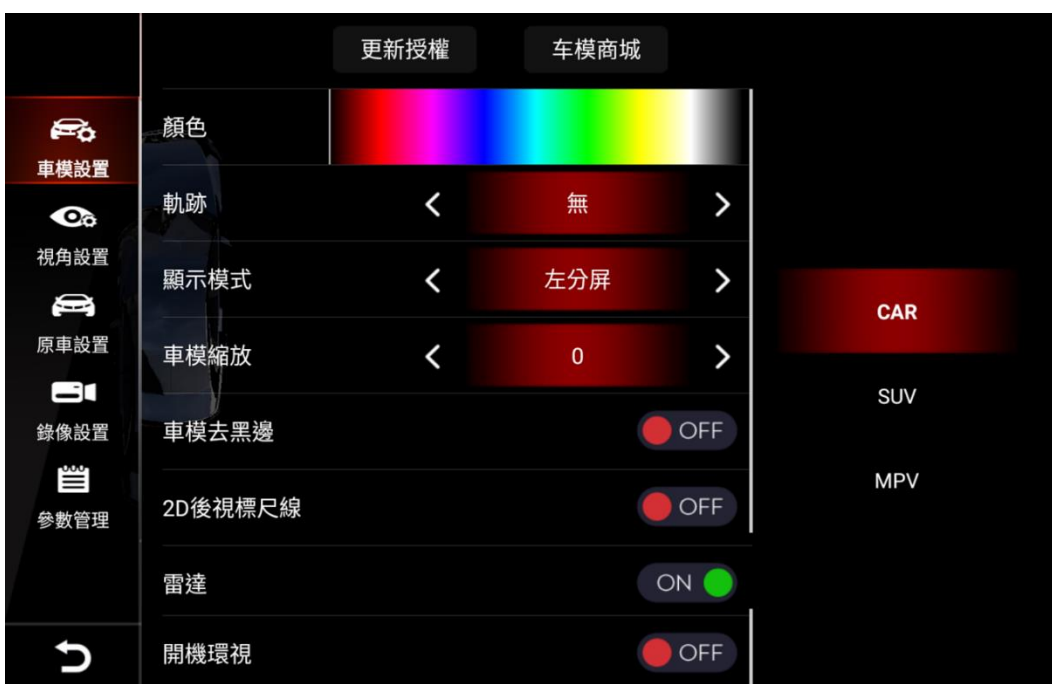 更新授權
车模商城
車模設置
視角設置
原車設置
錄像設置
參數管理
顏色
軌跡
無
顯示模式
左分屏
車模縮放
0
車模去黑邊
OFF
2D後視標尺線
OFF
雷達
ON
開機環視
OFF
CAR
SUV
MPV